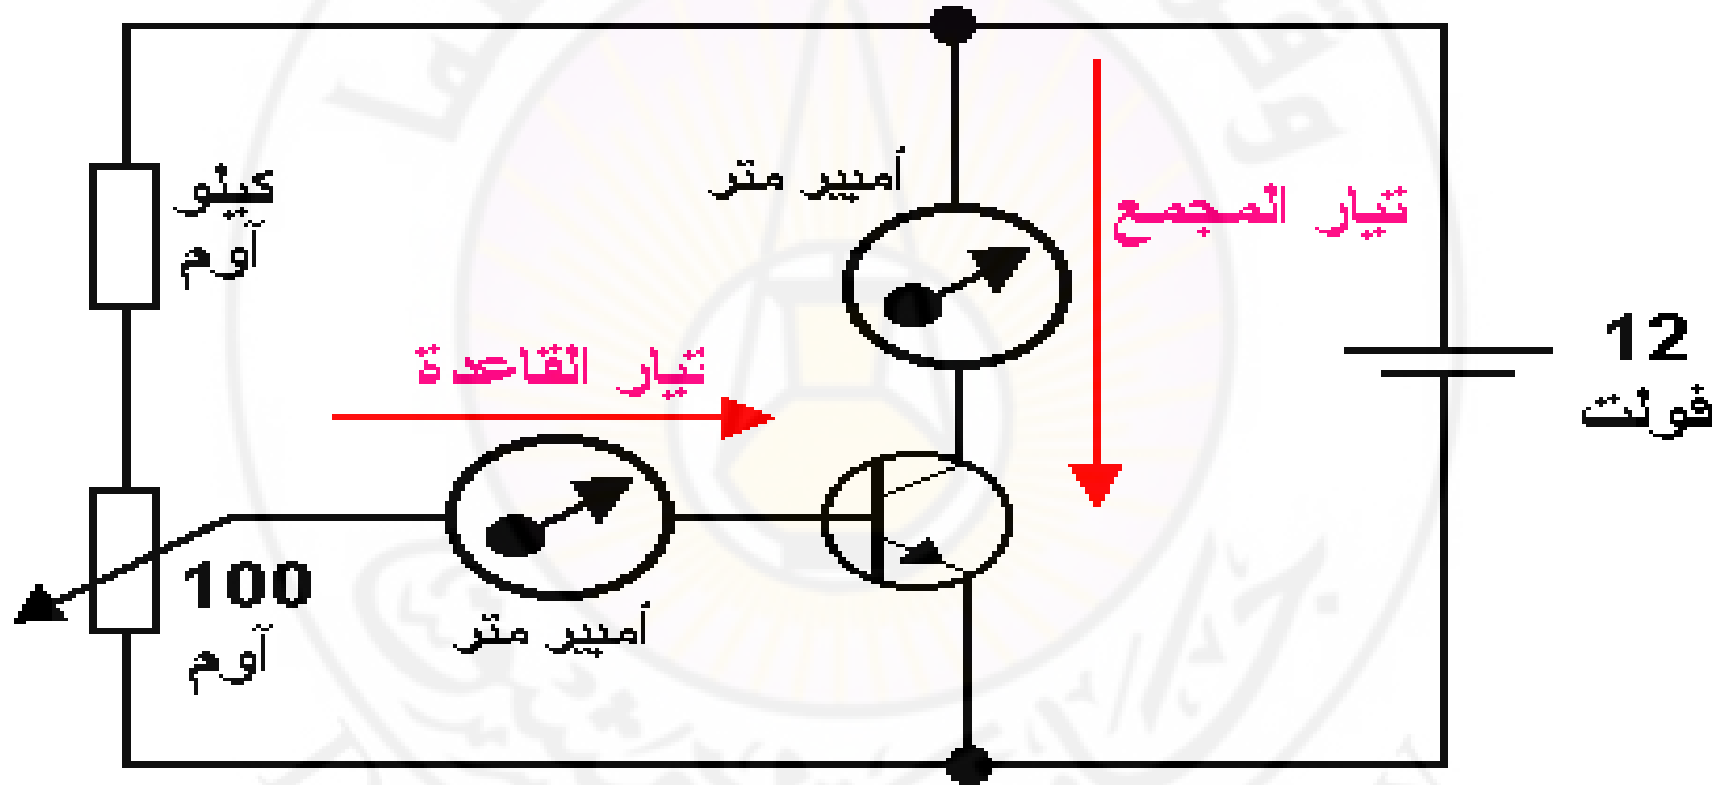 أمبير متر
تيار المجمع
كيلو
آوم
12
فولت
تيار القاعدة
100
آوم
أمبير متر